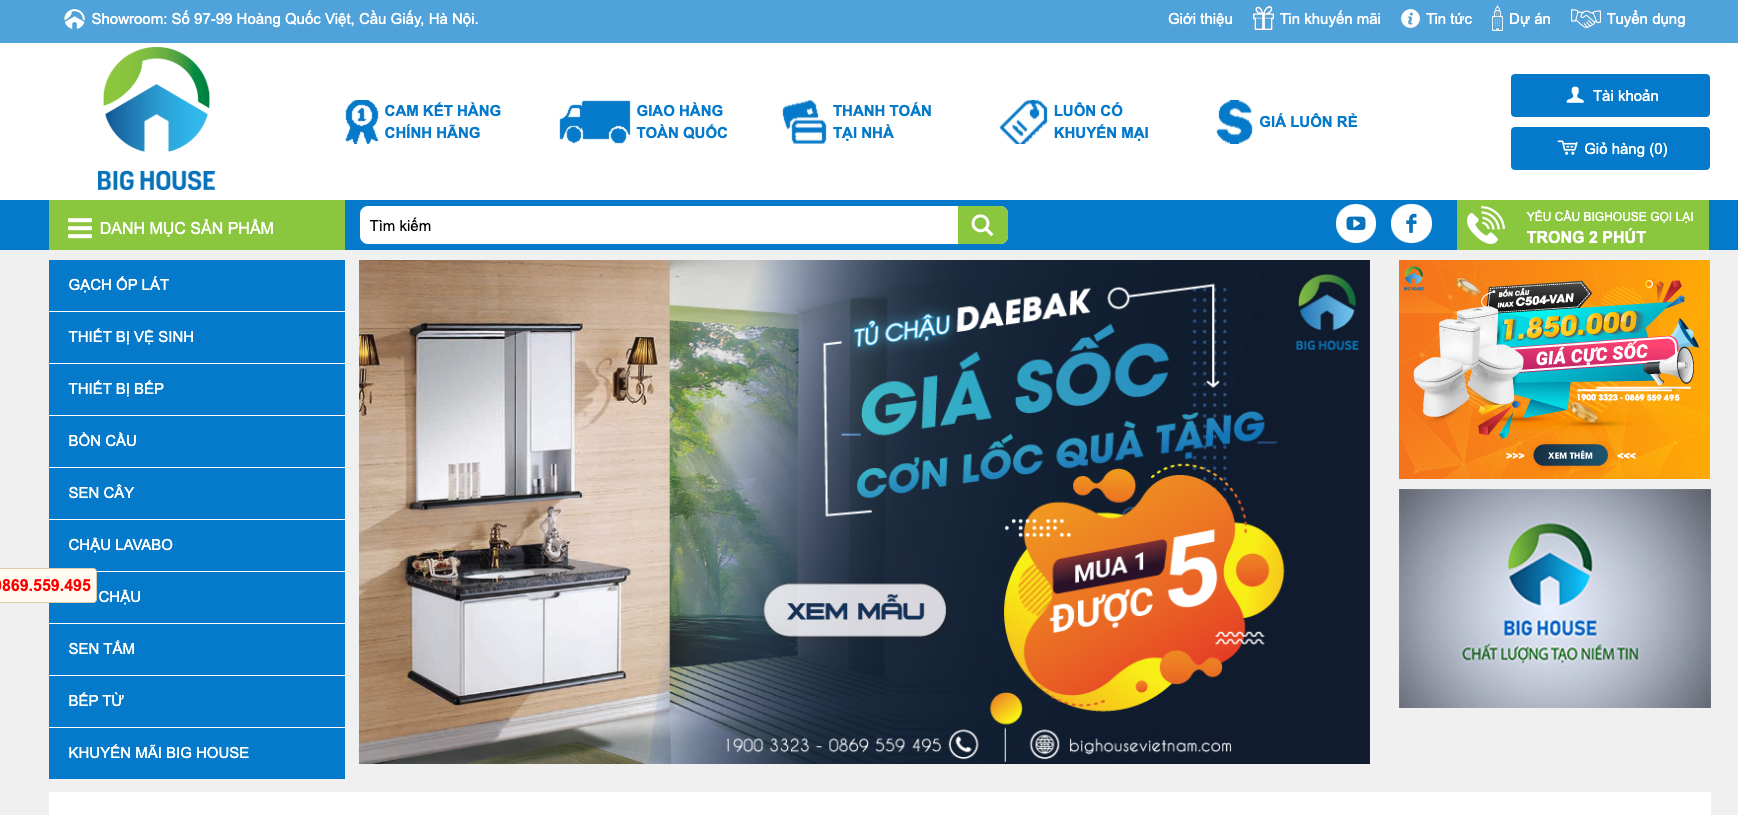 Showroom: Số 97-99 Hoàng Quốc Việt, Cầu Giấy, Hà Nội.
Giới thiệu
Tin khuyến mãi
Tin tức
Dự án
Tuyển dụng
BIG HOUSE
CAM KẾT HÀNG
CHÍNH HÃNG
GIAO HÀNG
TOÀN QUỐC
THANH TOÁN
TẠI NHÀ
LUÔN CÓ
KHUYẾN MẠI
GIÁ LUÔN RẺ
Tài khoản
Giỏ hàng (0)
DANH MỤC SẢN PHẨM
Tìm kiếm
YÊU CẦU BIGHOUSE GỌI LẠI
TRONG 2 PHÚT
GẠCH ỐP LÁT
THIẾT BỊ VỆ SINH
THIẾT BỊ BẾP
BỒN CẦU
SEN CÂY
CHẬU LAVABO
0869.559.495
CHẬU
SEN TẮM
BẾP TỪ
KHUYẾN MÃI BIG HOUSE
TỦ CHẬU DAEBAK
GIÁ SỐC
CƠN LỐC QUÀ TẶNG
MUA 1
ĐƯỢC 5
XEM MẪU
1900 3323 - 0869 559 495
bighousevietnam.com
BIG HOUSE
BIG HOUSE
BỒN CẦU
INAX C504-VAN
1.850.000
GIÁ CỰC SỐC
1900 3323 - 0869 559 495
>>> XEM THÊM <<<
BIG HOUSE
CHẤT LƯỢNG TẠO NIỀM TIN